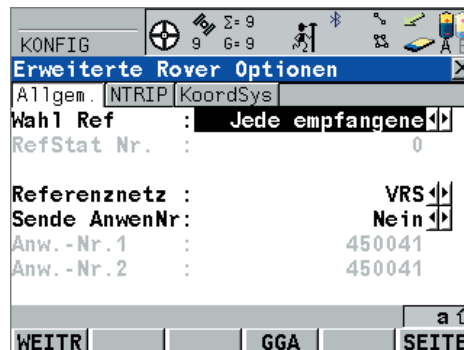 KONFIG 9 Σ= 9 G= 9
Erweiterte Rover Optionen
Allgem. NTRIP KoordSys
Wahl Ref : Jede empfangene
RefStat Nr. : 0
Referenznetz : VRS
Sende AnwenNr: Nein
Anw.-Nr.1 : 450041
Anw.-Nr.2 : 450041
a
WEITR GGA SEITE